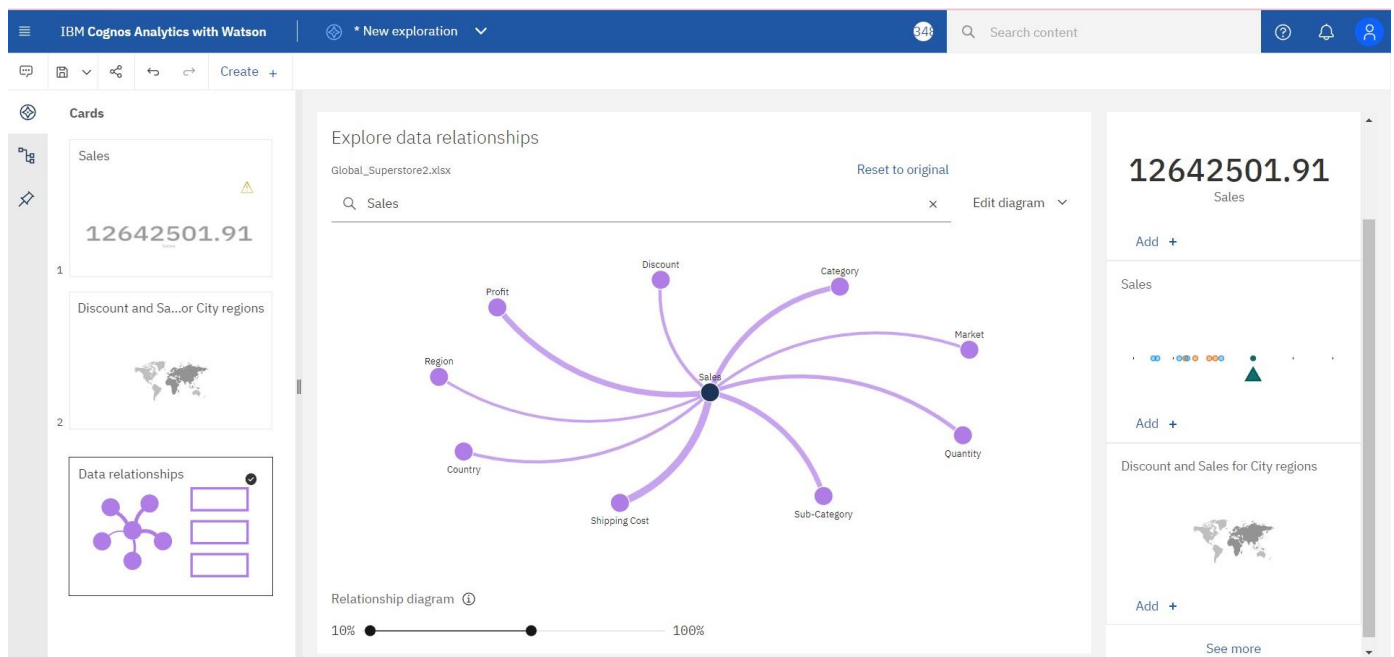 IBM Cognos Analytics with Watson
* New exploration
348
Search content
Create +
Cards
Sales
12642501.91
Sales
1
Discount and Sa...or City regions
2
Data relationships
Explore data relationships
Global_Superstore2.xlsx
Reset to original
Sales
Edit diagram
Discount
Category
Profit
Market
Region
Sales
Quantity
Country
Sub-Category
Shipping Cost
Relationship diagram
10%
100%
12642501.91
Sales
Add +
Sales
Add +
Discount and Sales for City regions
Add +
See more